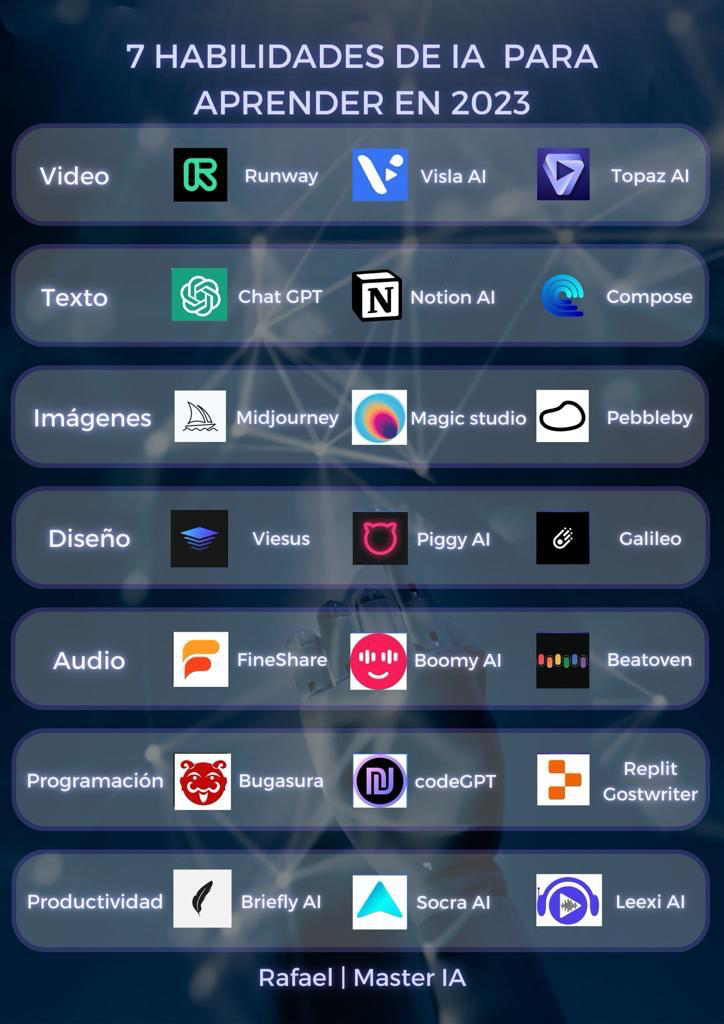 7 HABILIDADES DE IA PARA
APRENDER EN 2023
Video Runway Visla AI Topaz AI
Texto Chat GPT Notion AI Compose
Imágenes Midjourney Magic studio Pebbleby
Diseño Viesus Piggy AI Galileo
Audio FineShare Boomy AI Beatoven
Programación Bugasura codeGPT Replit
Gostwriter
Productividad Briefly AI Socra AI Leexi AI
Rafael | Master IA